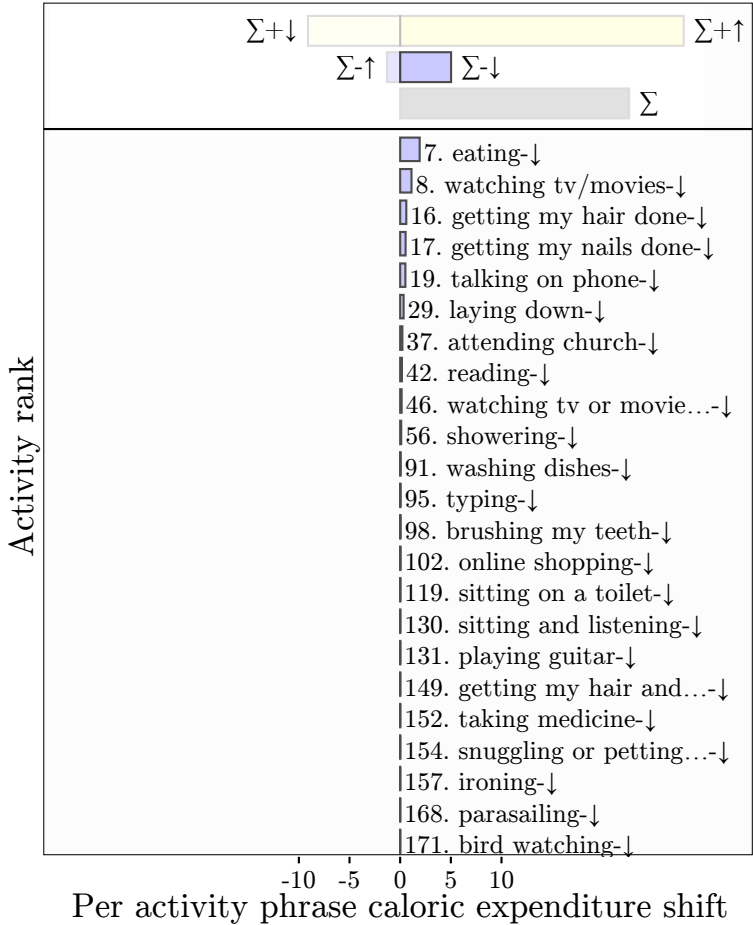 Σ+↓ Σ+↑
Σ-↑ Σ-↓
Σ
7. eating-↓
8. watching tv/movies-↓
16. getting my hair done-↓
17. getting my nails done-↓
19. talking on phone-↓
29. laying down-↓
37. attending church-↓
42. reading-↓
46. watching tv or movie...-↓
56. showering-↓
91. washing dishes-↓
95. typing-↓
98. brushing my teeth-↓
102. online shopping-↓
119. sitting on a toilet-↓
130. sitting and listening-↓
131. playing guitar-↓
149. getting my hair and...-↓
152. taking medicine-↓
154. snuggling or petting...-↓
157. ironing-↓
168. parasailing-↓
171. bird watching-↓
Activity rank
-10 -5 0 5 10
Per activity phrase caloric expenditure shift